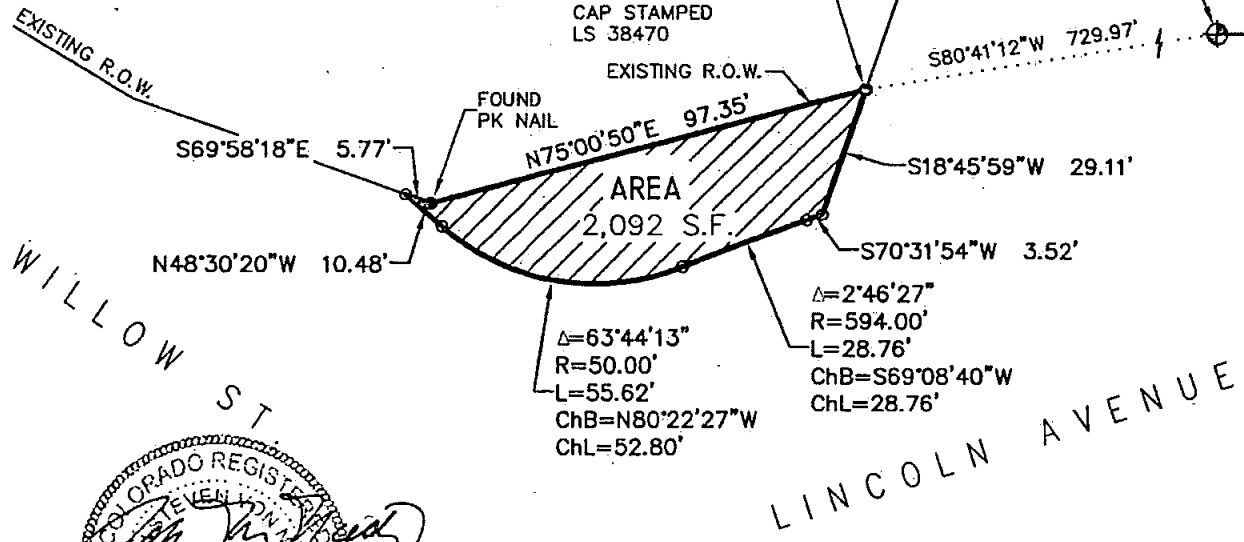 CAP STAMPED
LS 38470
EXISTING R.O.W.
EXISTING R.O.W.
S80°41'12"W 729.97'
FOUND
PK NAIL
N75°00'50"E 97.35'
S69°58'18"E 5.77'
S18°45'59"W 29.11'
AREA
2,092 S.F.
N48°30'20"W 10.48'
S70°31'54"W 3.52'
WILLOW ST.
Δ=2°46'27"
R=594.00'
L=28.76'
ChB=S69°08'40"W
ChL=28.76'
Δ=63°44'13"
R=50.00'
L=55.62'
ChB=N80°22'27"W
ChL=52.80'
LINCOLN AVENUE
COLORADO REGISTERED
STEVEN